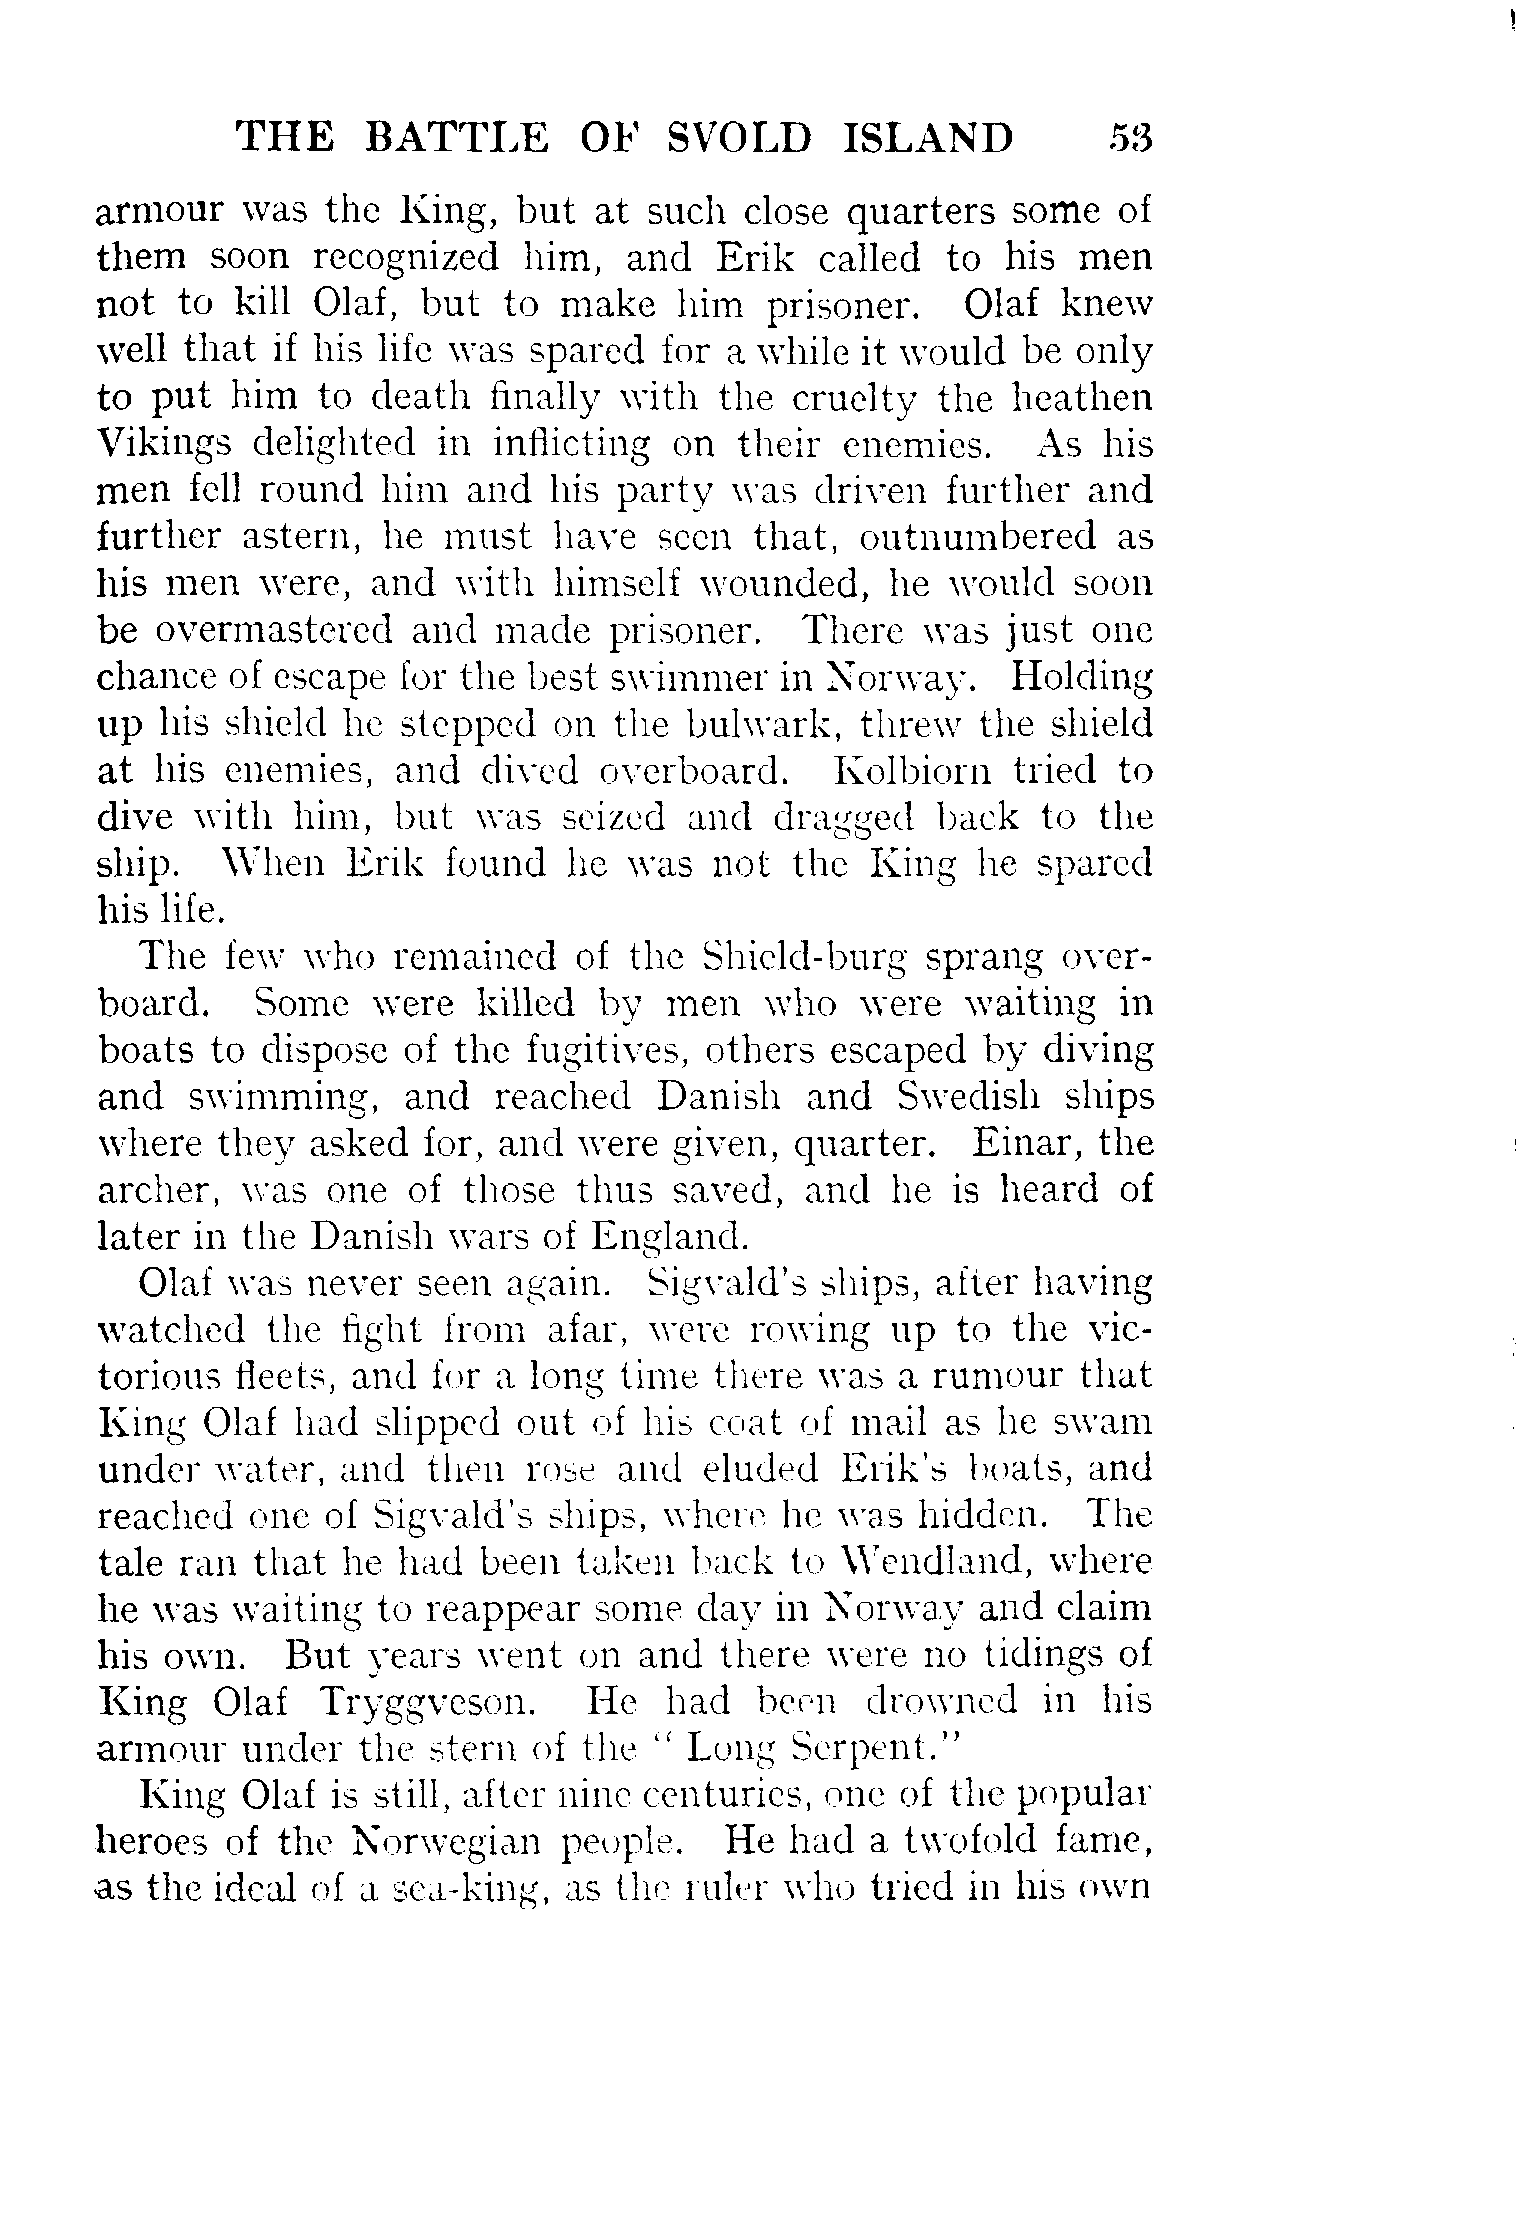 THE BATTLE OF SVOLD ISLAND 53
armour was the King, but at such close quarters some of
them soon recognized him, and Erik called to his men
not to kill Olaf, but to make him prisoner. Olaf knew
well that if his life was spared for a while it would be only
to put him to death finally with the cruelty the heathen
Vikings delighted in inflicting on their enemies. As his
men fell round him and his party was driven further and
further astern, he must have seen that, outnumbered as
his men were, and with himself wounded, he would soon
be overmastered and made prisoner. There was just one
chance of escape for the best swimmer in Norway. Holding
up his shield he stepped on the bulwark, threw the shield
at his enemies, and dived overboard. Kolbiorn tried to
dive with him, but was seized and dragged back to the
ship. When Erik found he was not the King he spared
his life.
The few who remained of the Shield-burg sprang over-
board. Some were killed by men who were waiting in
boats to dispose of the fugitives, others escaped by diving
and swimming, and reached Danish and Swedish ships
where they asked for, and were given, quarter. Einar, the
archer, was one of those thus saved, and he is heard of
later in the Danish wars of England.
Olaf was never seen again. Sigvald's ships, after having
watched the fight from afar, were rowing up to the vic-
torious fleets, and for a long time there was a rumour that
King Olaf had slipped out of his coat of mail as he swam
under water, and then rose and eluded Erik's boats, and
reached one of Sigvald's ships, where he was hidden. The
tale ran that he had been taken back to Wendland, where
he was waiting to reappear some day in Norway and claim
his own. But years went on and there were no tidings of
King Olaf Tryggveson. He had been drowned in his
armour under the stern of the " Long Serpent."
King Olaf is still, after nine centuries, one of the popular
heroes of the Norwegian people. He had a twofold fame,
as the ideal of a sea-king, as the ruler who tried in his own